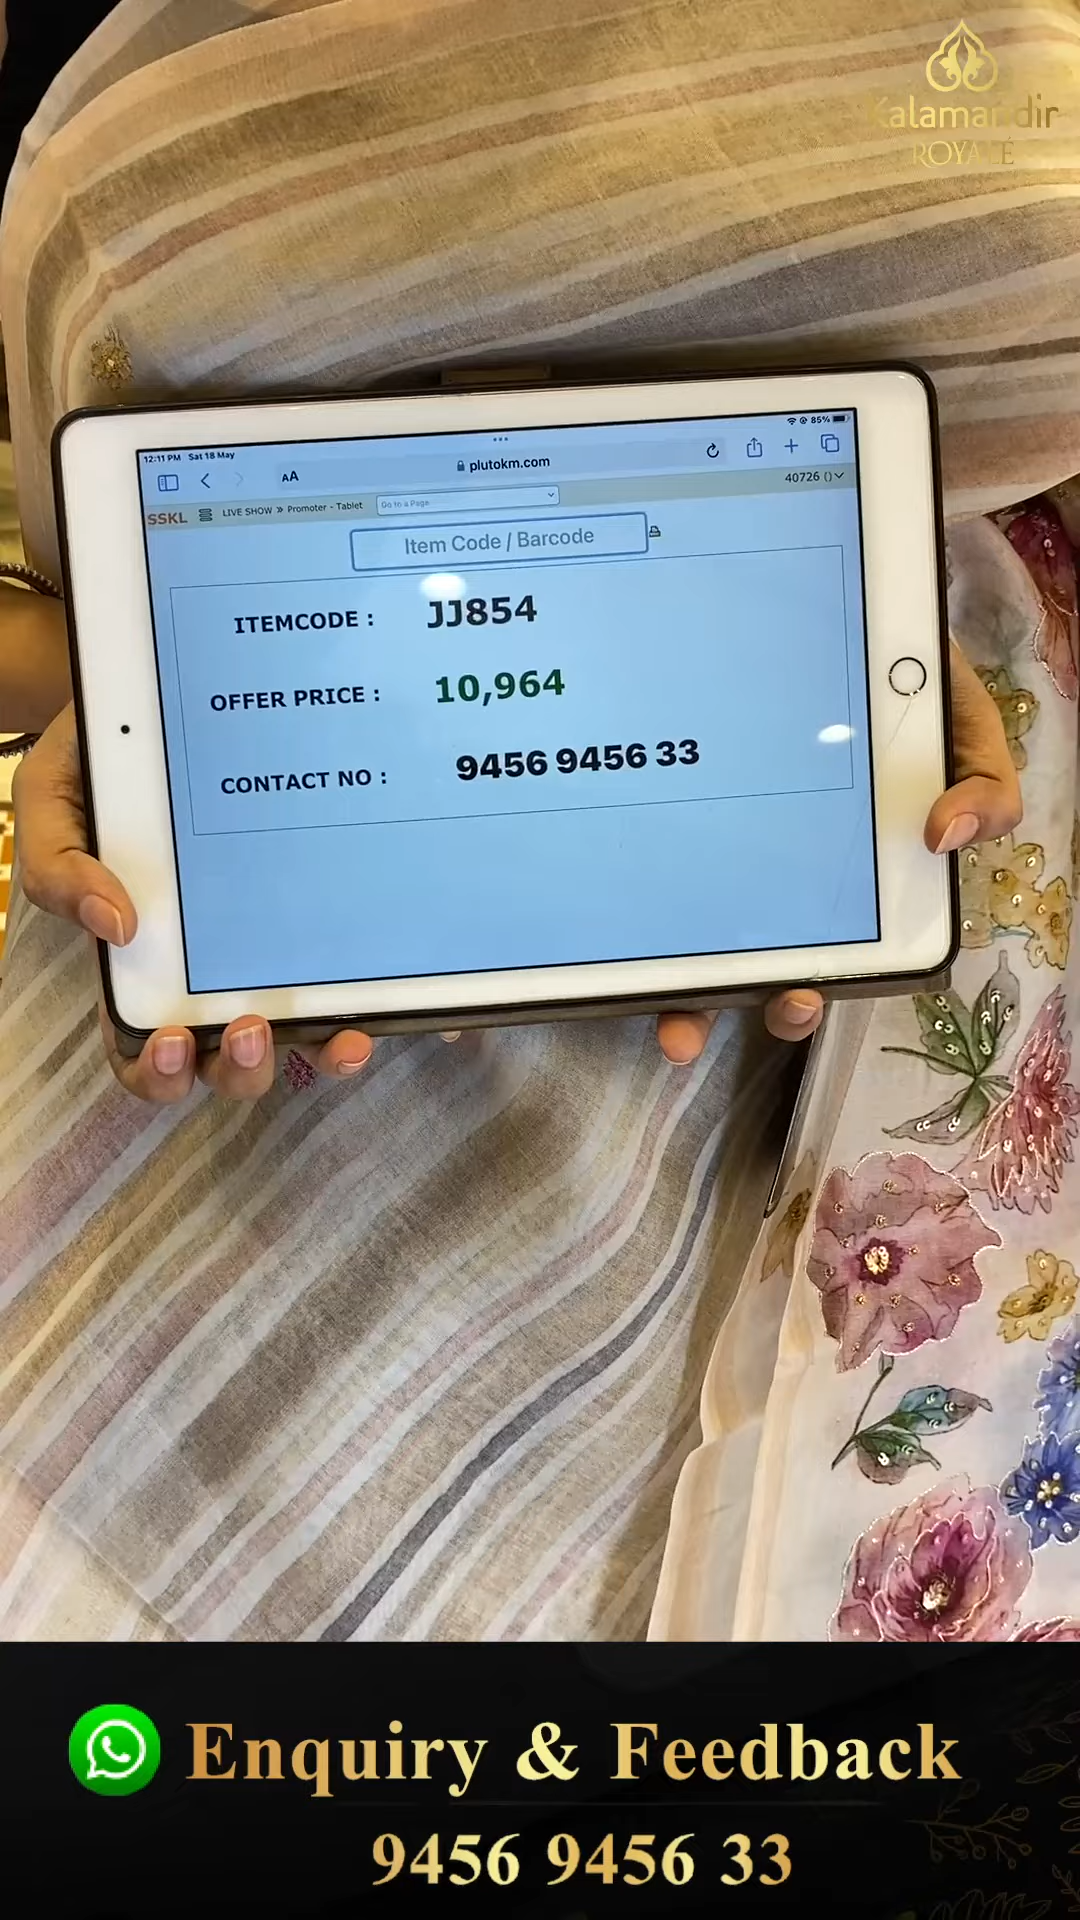 Kalamandir
ROYALE
12:11 PM Sat 18 May
85%
AA
plutokm.com
40726 ()
SSKL
LIVE SHOW » Promoter - Tablet
Go to a Page
Item Code / Barcode
ITEMCODE : JJ854
OFFER PRICE : 10,964
CONTACT NO : 9456 9456 33
Enquiry & Feedback
9456 9456 33